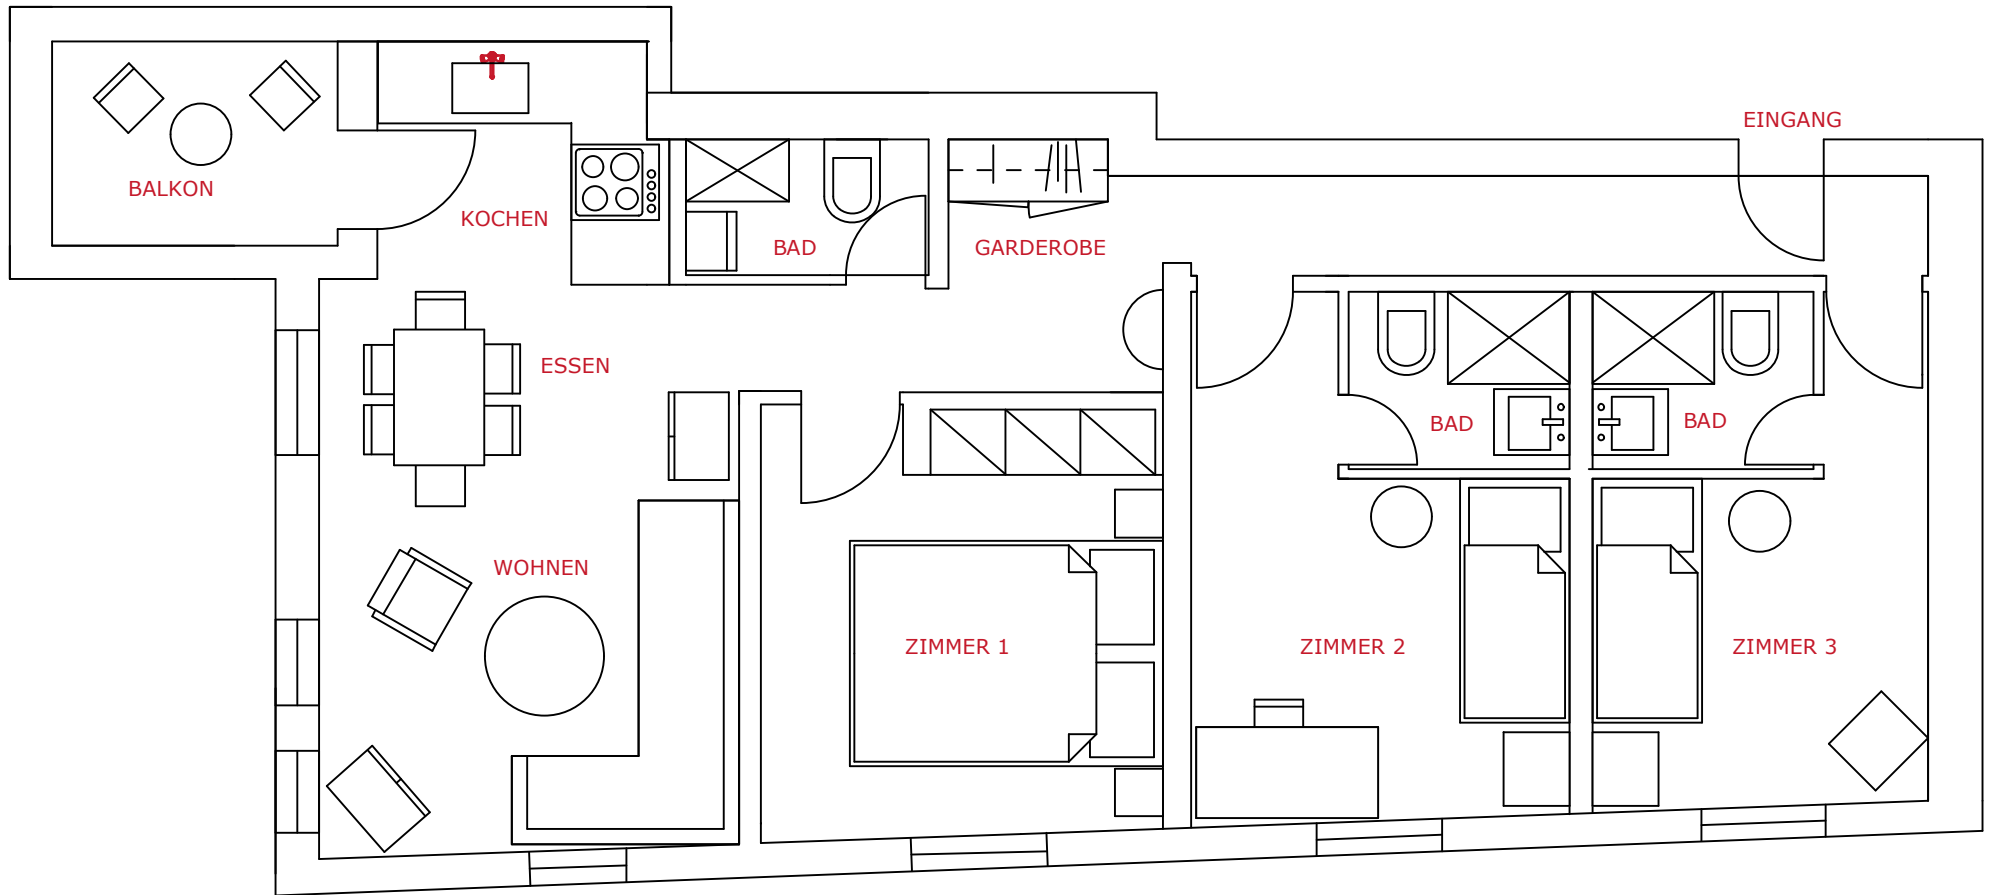 EINGANG
BALKON
KOCHEN
BAD
GARDEROBE
ESSEN
BAD
BAD
WOHNEN
ZIMMER 1
ZIMMER 2
ZIMMER 3